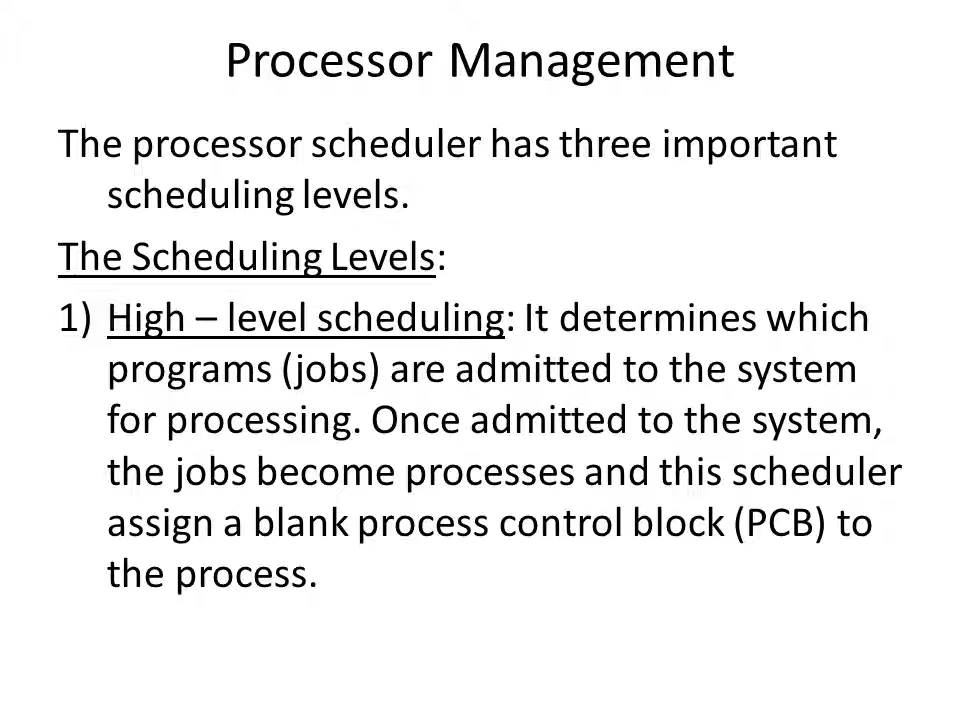 Processor Management
The processor scheduler has three important
scheduling levels.
The Scheduling Levels:
1) High – level scheduling: It determines which
programs (jobs) are admitted to the system
for processing. Once admitted to the system,
the jobs become processes and this scheduler
assign a blank process control block (PCB) to
the process.